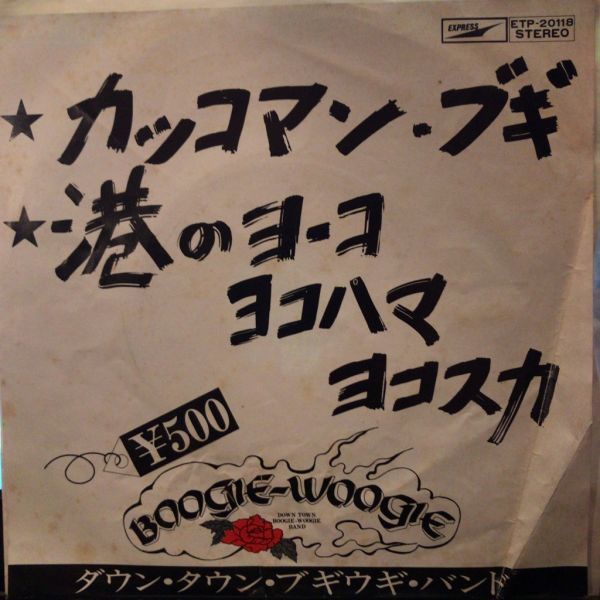 EXPRESS
ETP-20118
STEREO
★カッコマン・ブギ
★港のヨーコ
ヨコハマ
ヨコスカ
¥500
BOOGIE-WOOGIE
DOWN TOWN
BOOGIE-WOOGIE
BAND
ダウン・タウン・ブギウギ・バンド